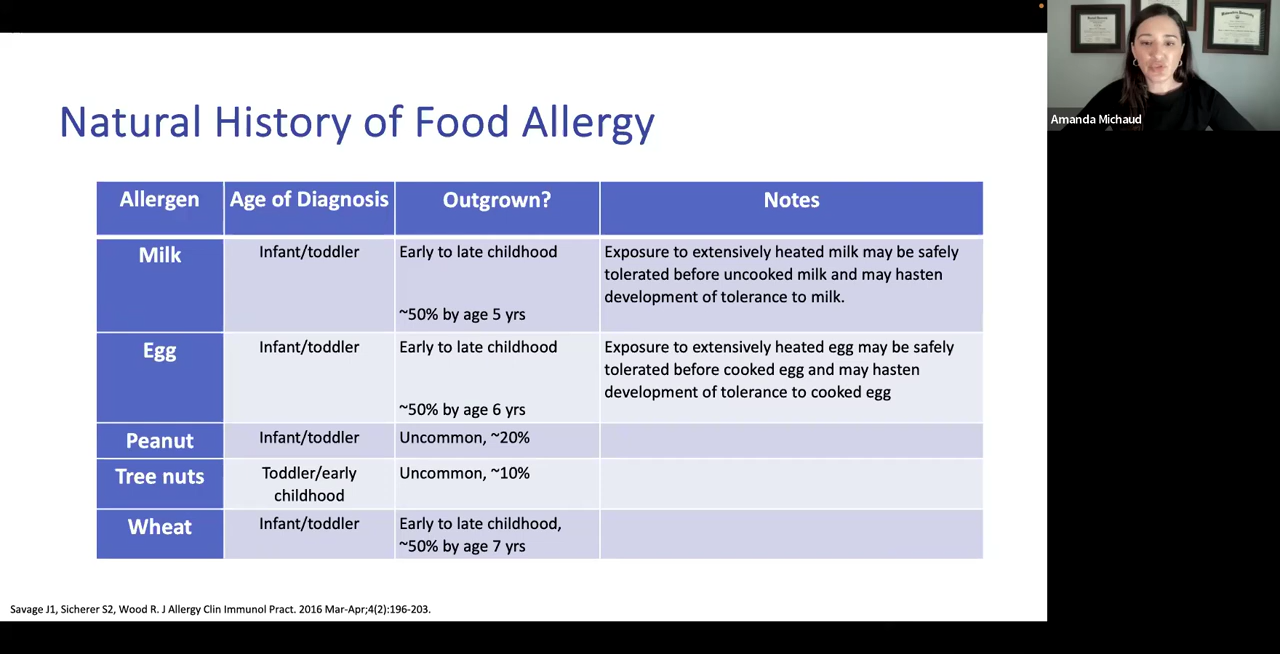 Natural History of Food Allergy
Allergen Age of Diagnosis Outgrown? Notes
Milk
Infant/toddler
Early to late childhood
~50% by age 5 yrs
Exposure to extensively heated milk may be safely
tolerated before uncooked milk and may hasten
development of tolerance to milk.
Egg
Infant/toddler
Early to late childhood
~50% by age 6 yrs
Exposure to extensively heated egg may be safely
tolerated before cooked egg and may hasten
development of tolerance to cooked egg
Peanut
Infant/toddler
Uncommon, ~20%
Tree nuts
Toddler/early
childhood
Uncommon, ~10%
Wheat
Infant/toddler
Early to late childhood,
~50% by age 7 yrs
Savage J1, Sicherer S2, Wood R. J Allergy Clin Immunol Pract. 2016 Mar-Apr;4(2):196-203.
Amanda Michaud